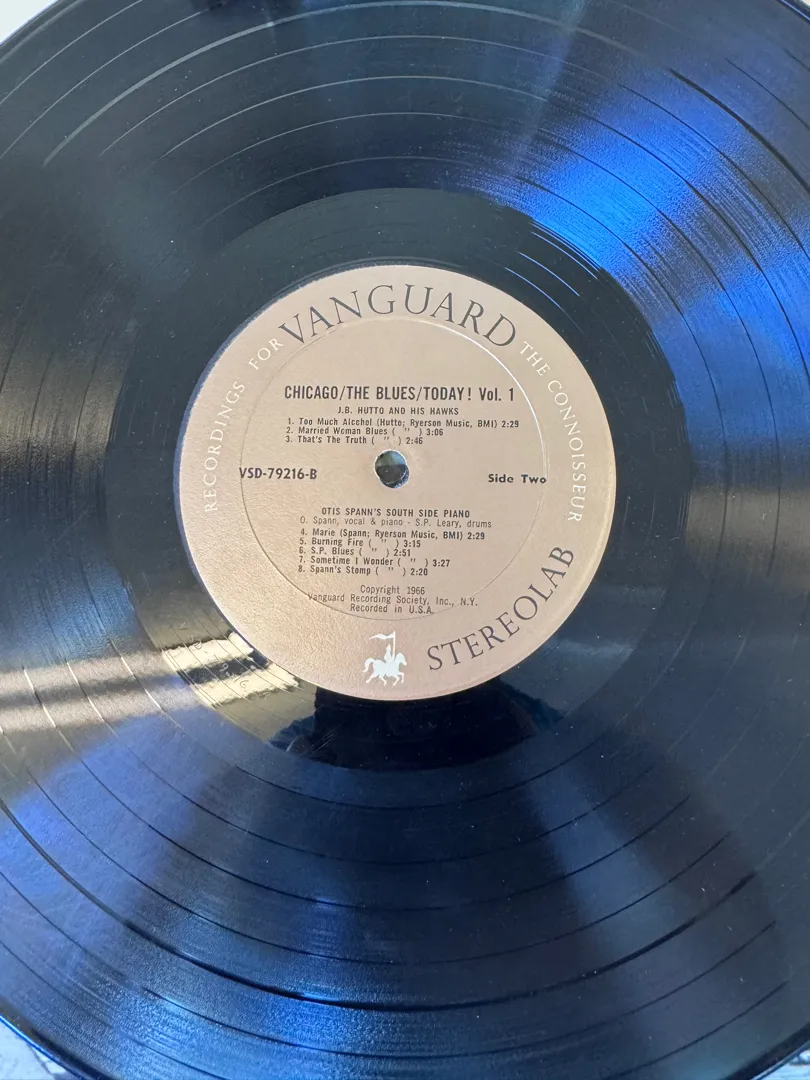 RECORDINGS FOR VANGUARD THE CONNOISSEUR
CHICAGO/THE BLUES/TODAY! Vol. 1
J.B. HUTTO AND HIS HAWKS
1. Too Much Alcohol (Hutto; Ryerson Music, BMI) 2:29
2. Married Woman Blues ( " ) 3:06
3. That's The Truth ( " ) 2:46
VSD-79216-B
Side Two
OTIS SPANN'S SOUTH SIDE PIANO
O. Spann, vocal & piano - S.P. Leary, drums
4. Marie (Spann; Ryerson Music, BMI) 2:29
5. Burning Fire ( " ) 3:15
6. S.P. Blues ( " ) 2:51
7. Sometime I Wonder ( " ) 3:27
8. Spann's Stomp ( " ) 2:20
Copyright 1966
Vanguard Recording Society, Inc., N.Y.
Recorded in U.S.A.
STEREOLAB